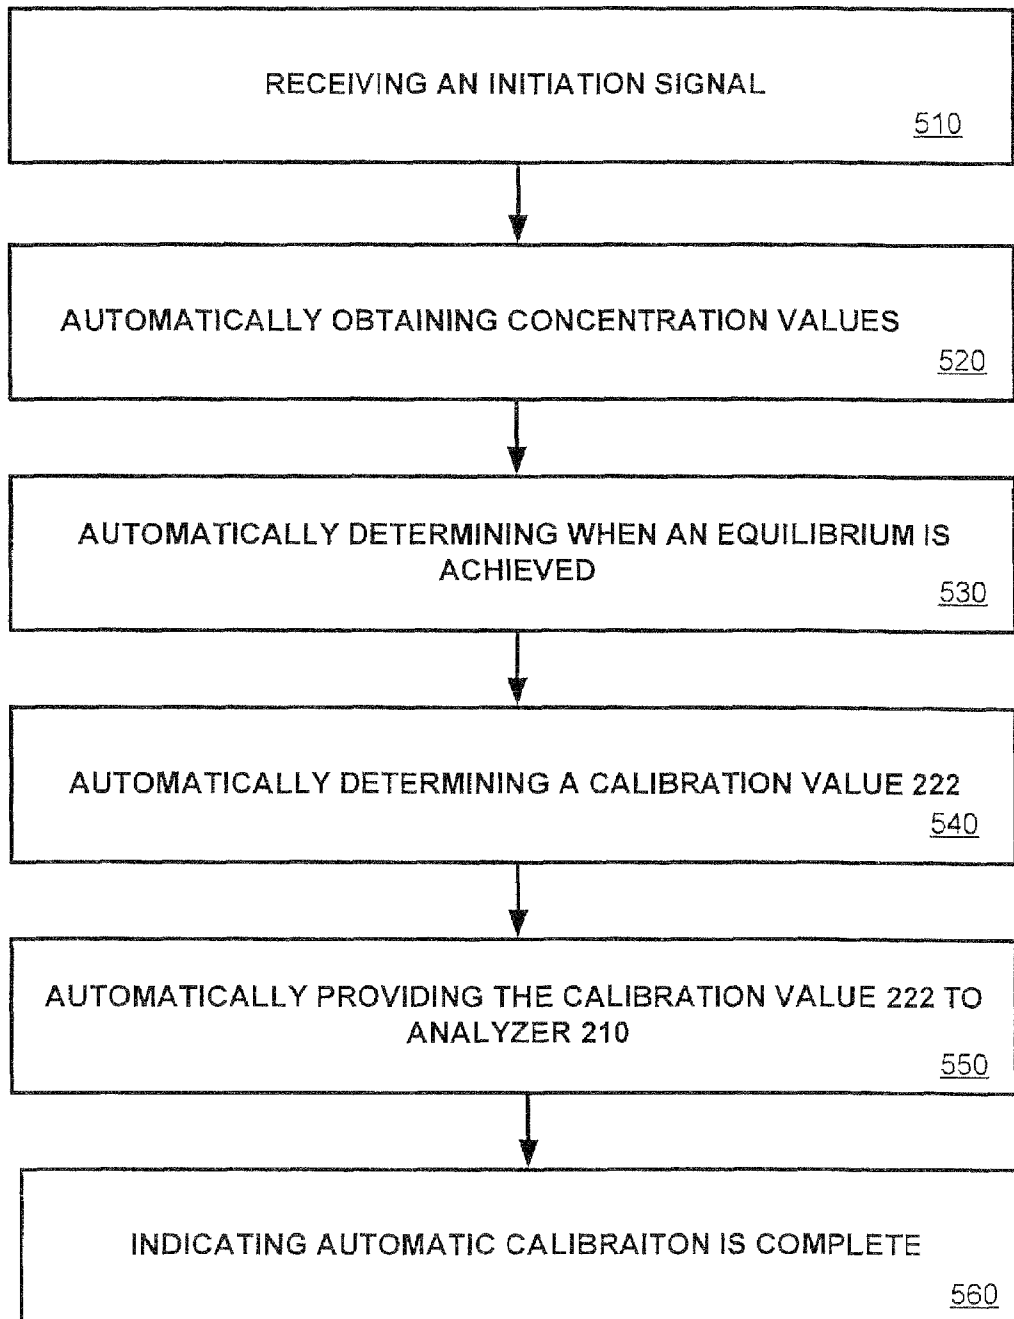 RECEIVING AN INITIATION SIGNAL
510
AUTOMATICALLY OBTAINING CONCENTRATION VALUES
520
AUTOMATICALLY DETERMINING WHEN AN EQUILIBRIUM IS
ACHIEVED
530
AUTOMATICALLY DETERMINING A CALIBRATION VALUE 222
540
AUTOMATICALLY PROVIDING THE CALIBRATION VALUE 222 TO
ANALYZER 210
550
INDICATING AUTOMATIC CALIBRAITON IS COMPLETE
560